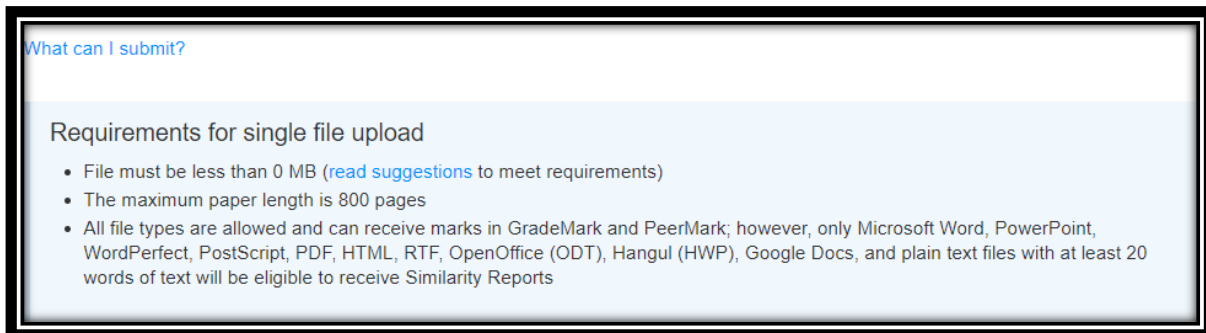 What can I submit?
Requirements for single file upload
• File must be less than 0 MB (read suggestions to meet requirements)
• The maximum paper length is 800 pages
• All file types are allowed and can receive marks in GradeMark and PeerMark; however, only Microsoft Word, PowerPoint,
WordPerfect, PostScript, PDF, HTML, RTF, OpenOffice (ODT), Hangul (HWP), Google Docs, and plain text files with at least 20
words of text will be eligible to receive Similarity Reports